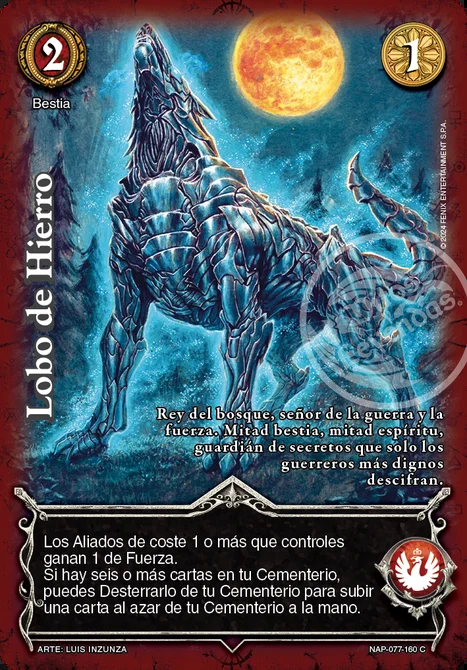 2
1
Bestia
Lobo de Hierro
© 2024 FENIX ENTERTAINMENT S.P.A.
Rey del bosque, señor de la guerra y la
fuerza. Mitad bestia, mitad espíritu,
guardián de secretos que solo los
guerreros más dignos
descifran.
Los Aliados de coste 1 o más que controles
ganan 1 de Fuerza.
Si hay seis o más cartas en tu Cementerio,
puedes Desterrarlo de tu Cementerio para subir
una carta al azar de tu Cementerio a la mano.
ARTE: LUIS INZUNZA
NAP-077-160 C